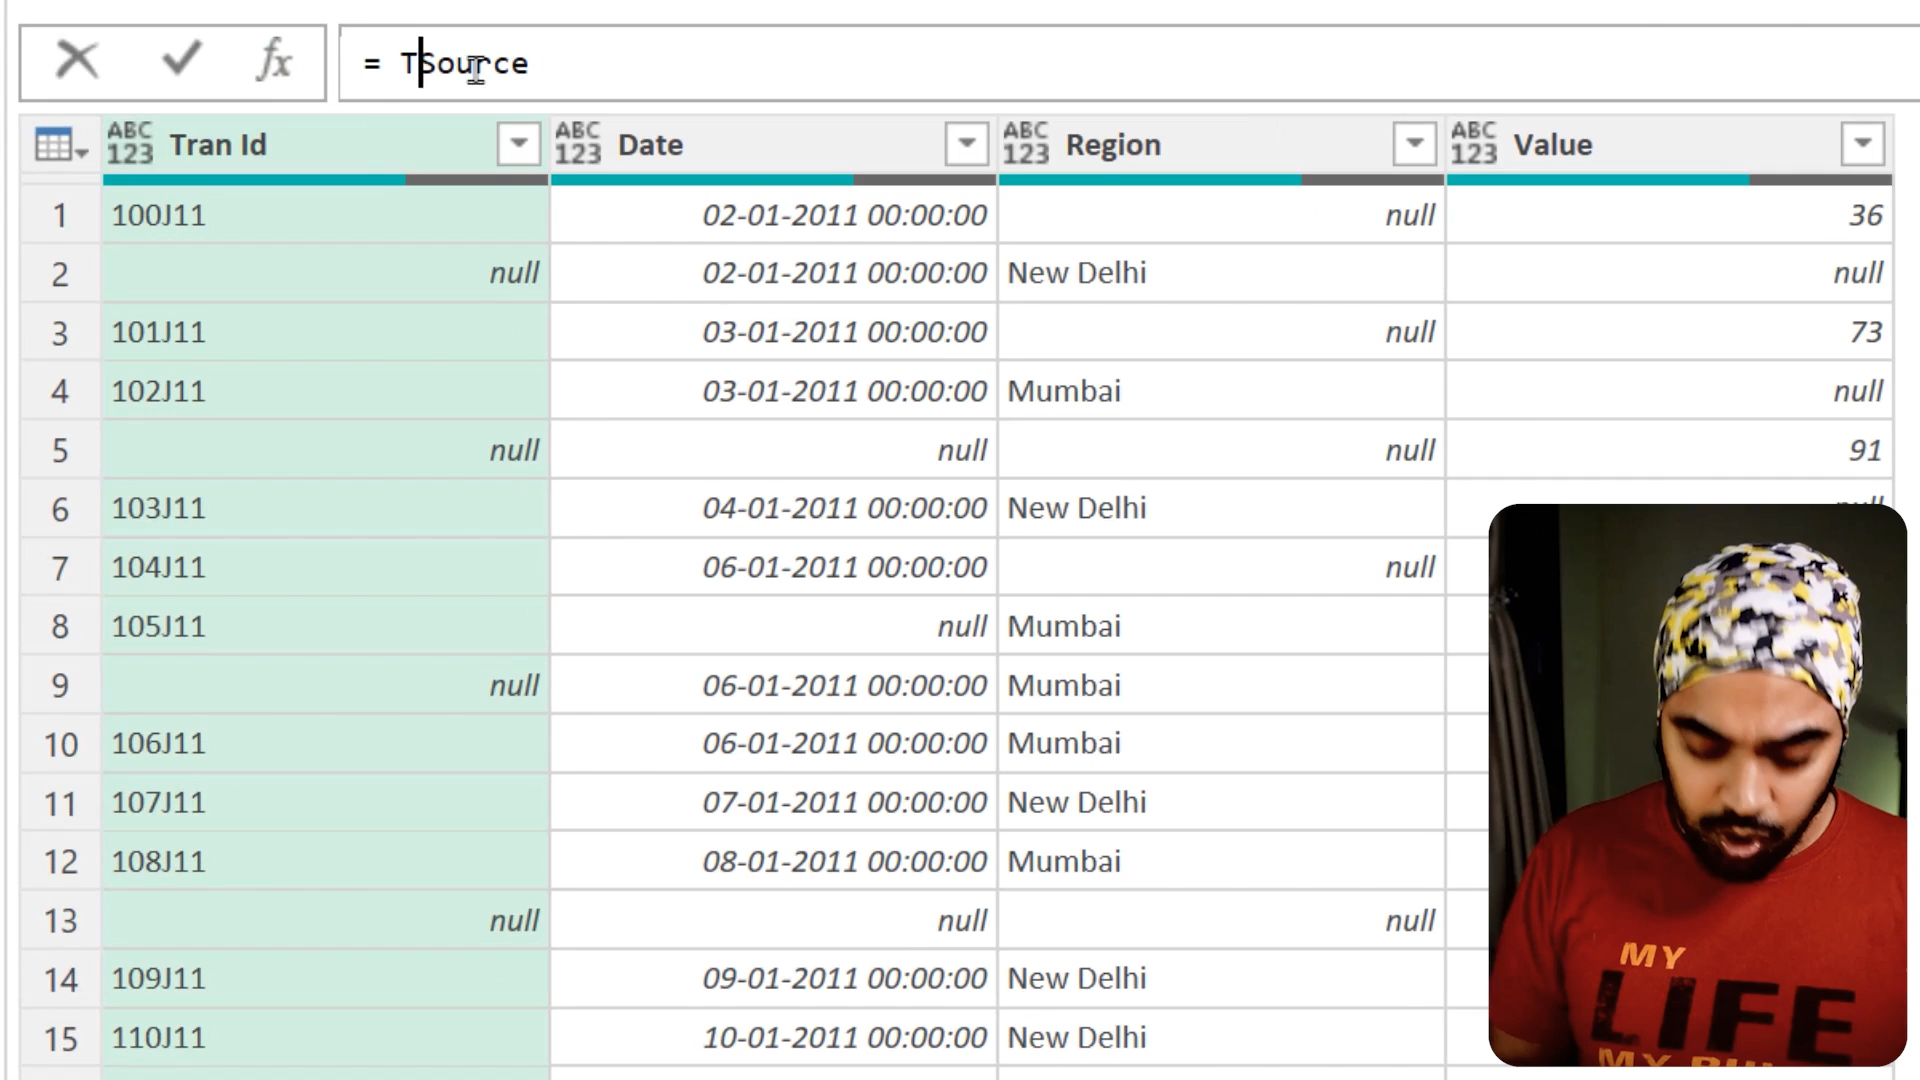 fx = TSource
ABC 123 Tran Id ABC 123 Date ABC 123 Region ABC 123 Value
1 100J11 02-01-2011 00:00:00 null 36
2 null 02-01-2011 00:00:00 New Delhi null
3 101J11 03-01-2011 00:00:00 null 73
4 102J11 03-01-2011 00:00:00 Mumbai null
5 null null null 91
6 103J11 04-01-2011 00:00:00 New Delhi null
7 104J11 06-01-2011 00:00:00 null
8 105J11 null Mumbai
9 null 06-01-2011 00:00:00 Mumbai
10 106J11 06-01-2011 00:00:00 Mumbai
11 107J11 07-01-2011 00:00:00 New Delhi
12 108J11 08-01-2011 00:00:00 Mumbai
13 null null null
14 109J11 09-01-2011 00:00:00 New Delhi
15 110J11 10-01-2011 00:00:00 New Delhi
MY
LIFE
MY